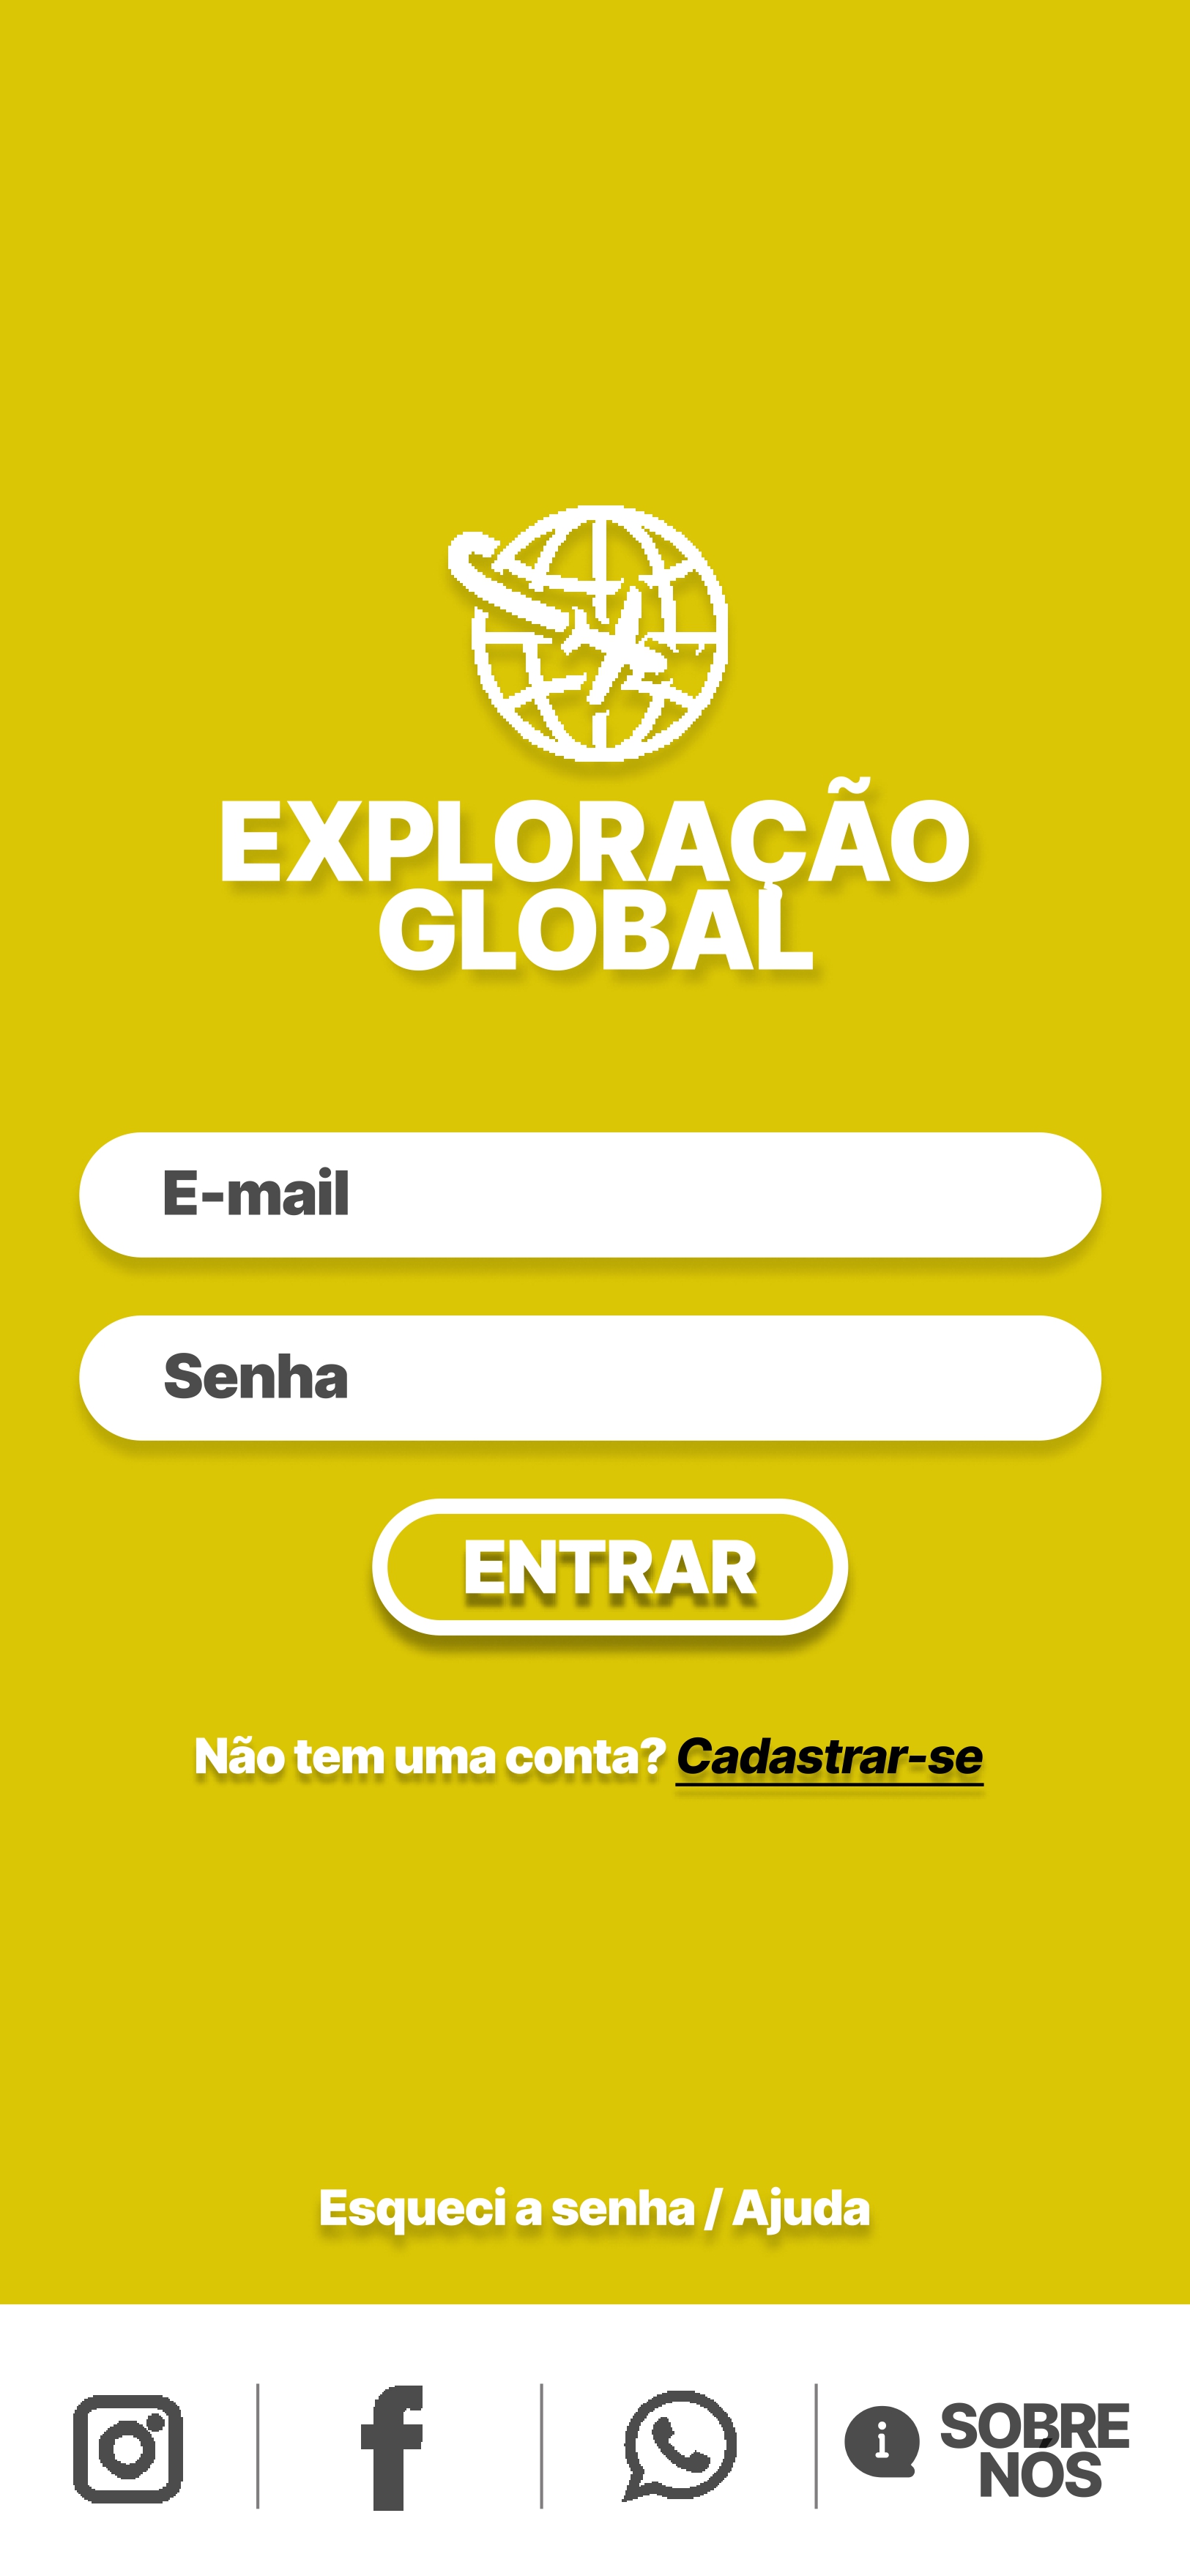 EXPLORAÇÃO
GLOBAL
E-mail
Senha
ENTRAR
Não tem uma conta? Cadastrar-se
Esqueci a senha / Ajuda
SOBRE
NÓS